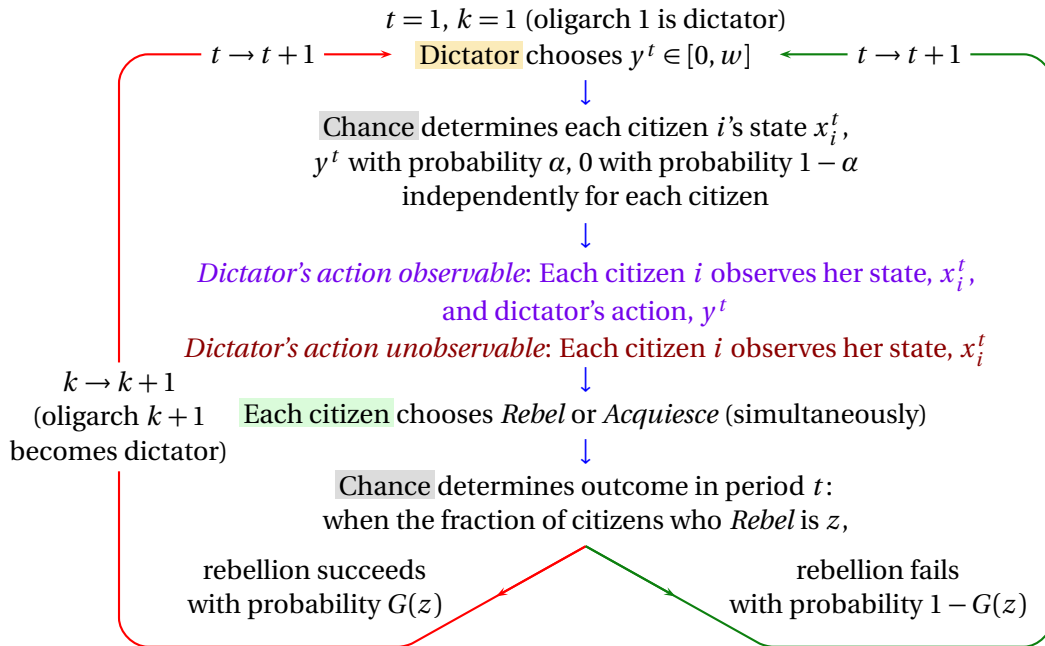 t = 1, k = 1 (oligarch 1 is dictator)
t → t + 1
Dictator chooses y^t ∈ [0, w]
t → t + 1
Chance determines each citizen i's state x_i^t,
y^t with probability α, 0 with probability 1 − α
independently for each citizen
Dictator's action observable: Each citizen i observes her state, x_i^t,
and dictator's action, y^t
Dictator's action unobservable: Each citizen i observes her state, x_i^t
k → k + 1
(oligarch k + 1
becomes dictator)
Each citizen chooses Rebel or Acquiesce (simultaneously)
Chance determines outcome in period t:
when the fraction of citizens who Rebel is z,
rebellion succeeds
with probability G(z)
rebellion fails
with probability 1 − G(z)